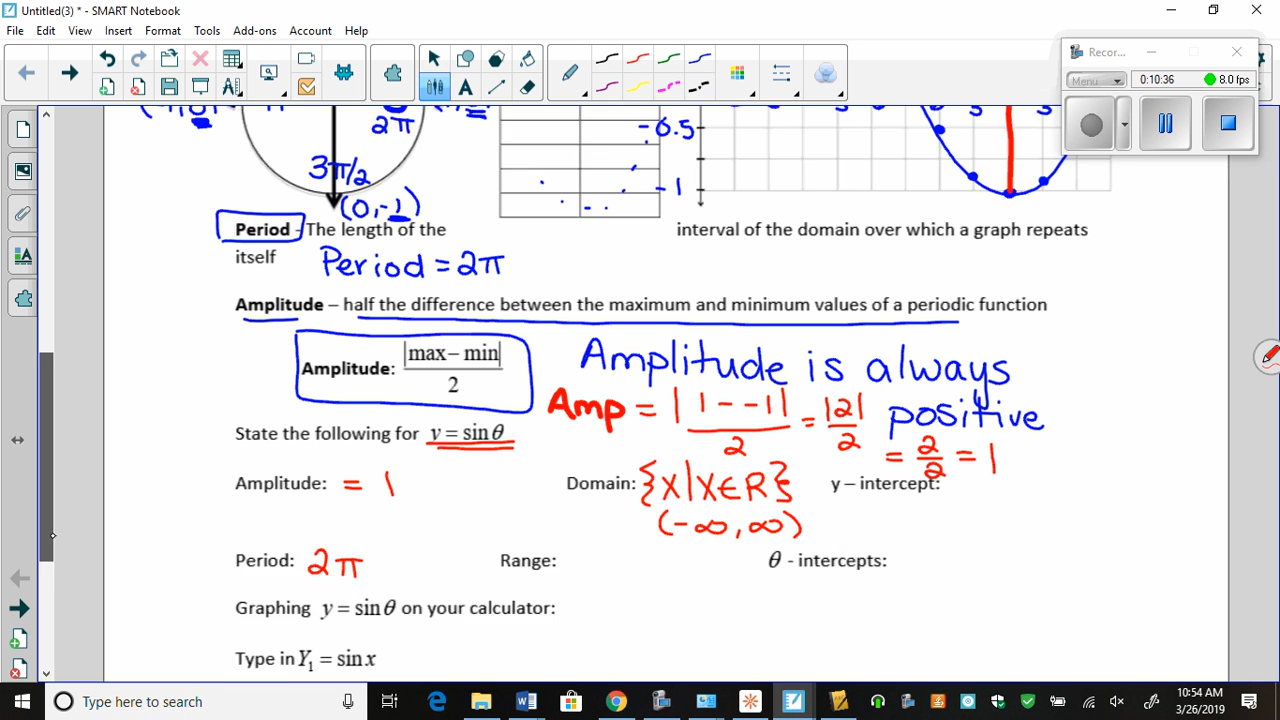 Untitled(3) * - SMART Notebook
File Edit View Insert Format Tools Add-ons Account Help
Recor...
0:10:36 8.0 fps
Menu
2π
3π/2
(0,-1)
-0.5
-1
Period - The length of the interval of the domain over which a graph repeats
itself Period = 2π
Amplitude – half the difference between the maximum and minimum values of a periodic function
Amplitude: |max – min| / 2
Amplitude is always
positive
Amp = |1 - -1| / 2 = |2| / 2 = 2/2 = 1
State the following for y = sin θ
Amplitude: = 1 Domain: {X|X∈R} y – intercept:
(-∞, ∞)
Period: 2π Range: θ - intercepts:
Graphing y = sin θ on your calculator:
Type in Y₁ = sin x
Type here to search
10:54 AM
3/26/2019